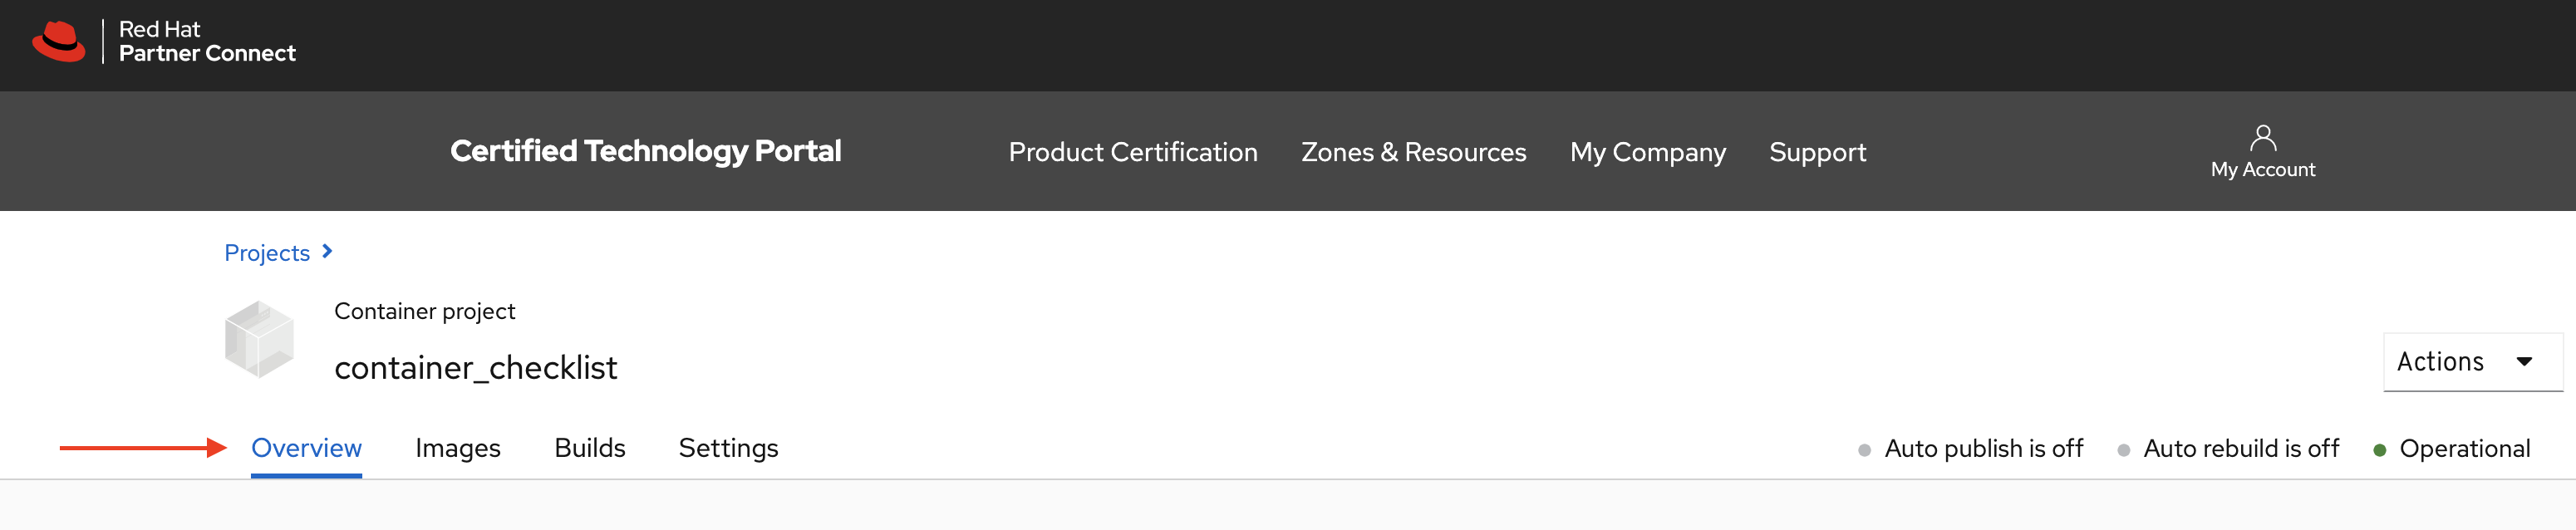 Red Hat
Partner Connect
Certified Technology Portal
Product Certification
Zones & Resources
My Company
Support
My Account
Projects
Container project
container_checklist
Actions
Overview
Images
Builds
Settings
Auto publish is off
Auto rebuild is off
Operational